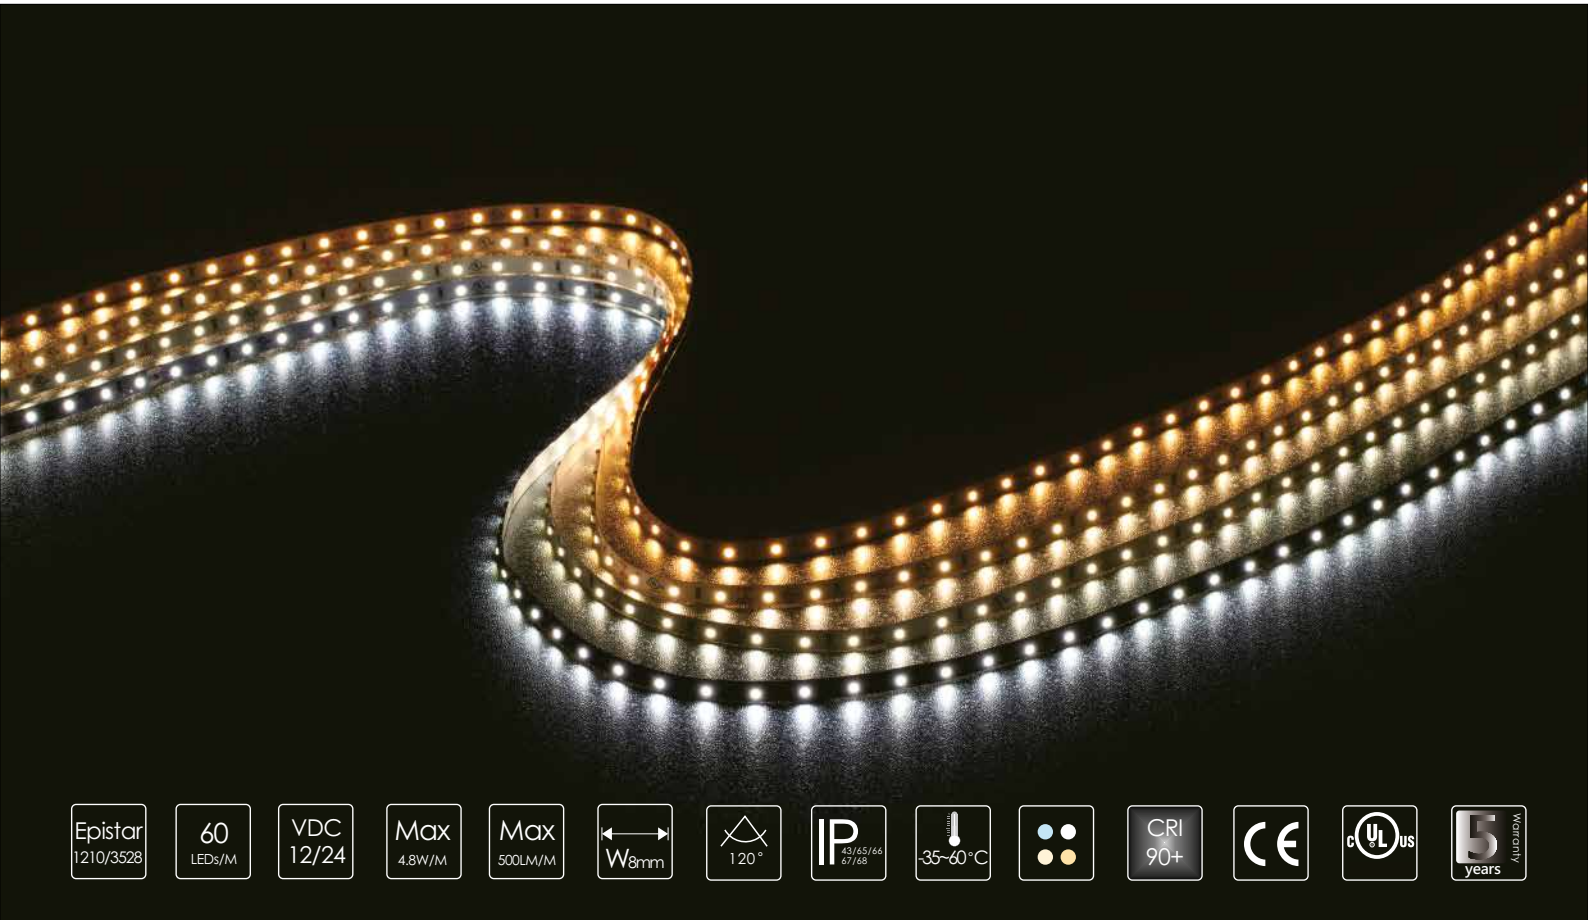 Epistar
1210/3528
60
LEDs/M
VDC
12/24
Max
4.8W/M
Max
500LM/M
W8mm
120°
IP
43/65/66
67/68
-35~60°C
CRI
90+
CE
c UL us
5
years
Warranty